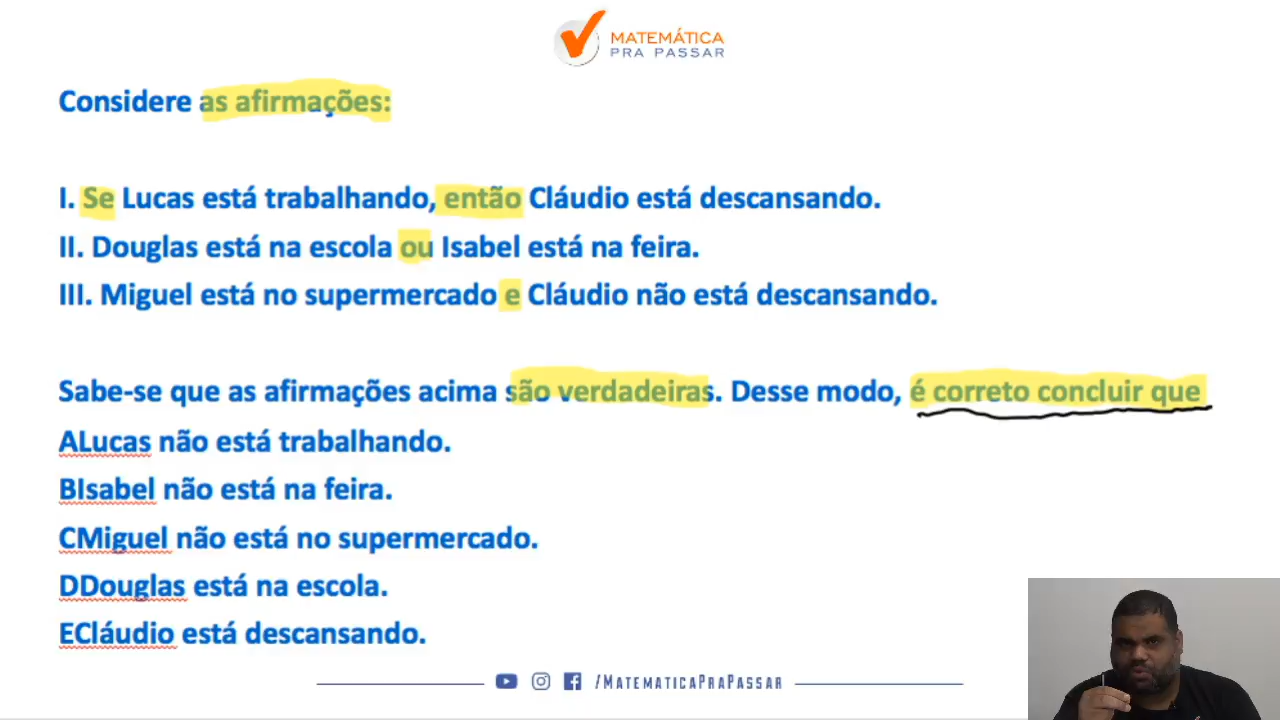 MATEMÁTICA
PRA PASSAR
Considere as afirmações:
I. Se Lucas está trabalhando, então Cláudio está descansando.
II. Douglas está na escola ou Isabel está na feira.
III. Miguel está no supermercado e Cláudio não está descansando.
Sabe-se que as afirmações acima são verdadeiras. Desse modo, é correto concluir que
ALucas não está trabalhando.
BIsabel não está na feira.
CMiguel não está no supermercado.
DDouglas está na escola.
ECláudio está descansando.
/MATEMATICAPRAPASSAR